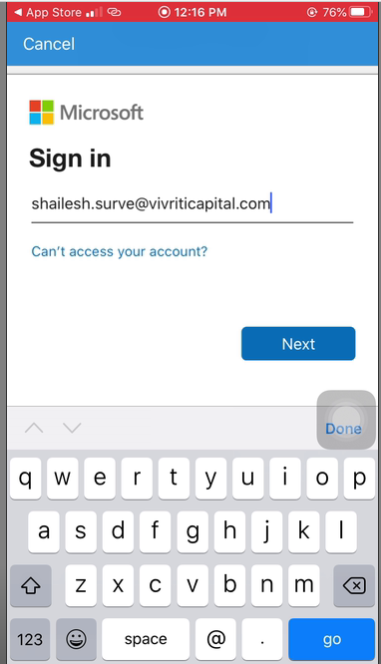 App Store 12:16 PM 76%
Cancel
Microsoft
Sign in
shailesh.surve@vivriticapital.com
Can't access your account?
Next
Done
q w e r t y u i o p
a s d f g h j k l
z x c v b n m
123 space @ . go